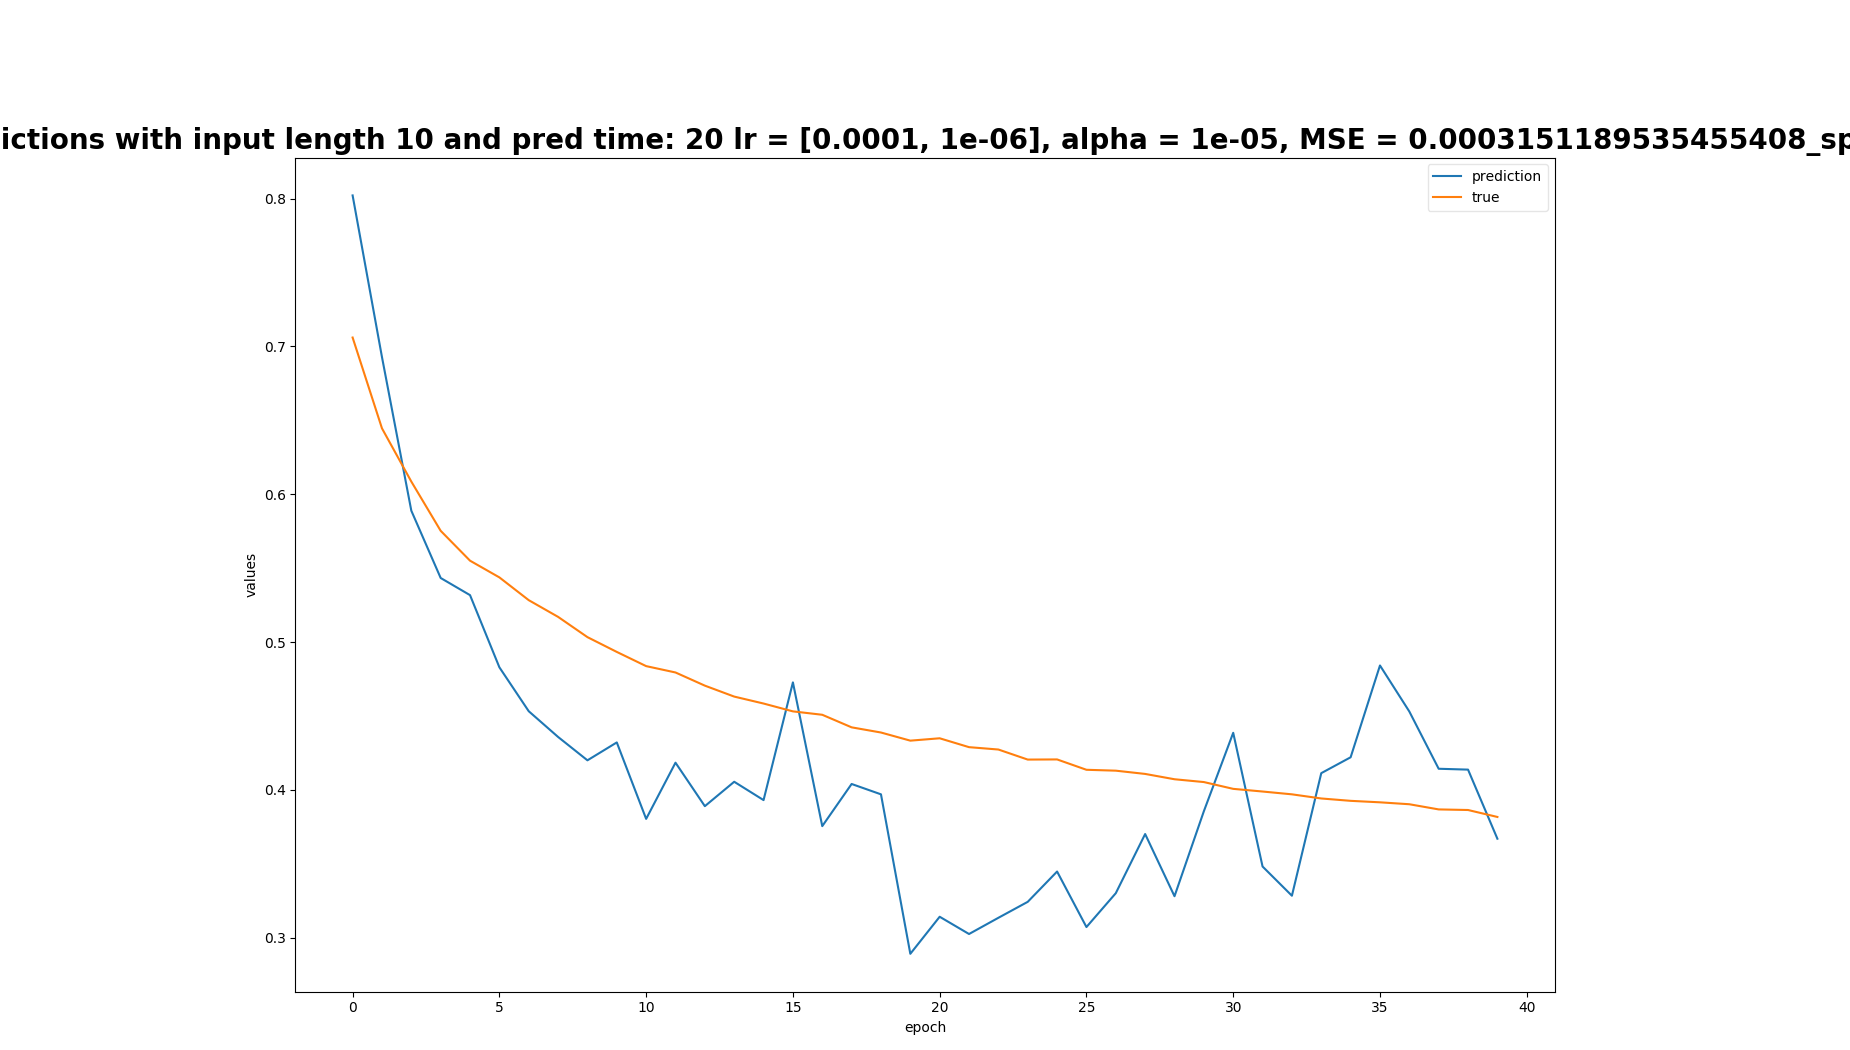 ictions with input length 10 and pred time: 20 lr = [0.0001, 1e-06], alpha = 1e-05, MSE = 0.0003151189535455408_sp
prediction
true
0.8
0.7
0.6
0.5
0.4
0.3
values
0 5 10 15 20 25 30 35 40
epoch